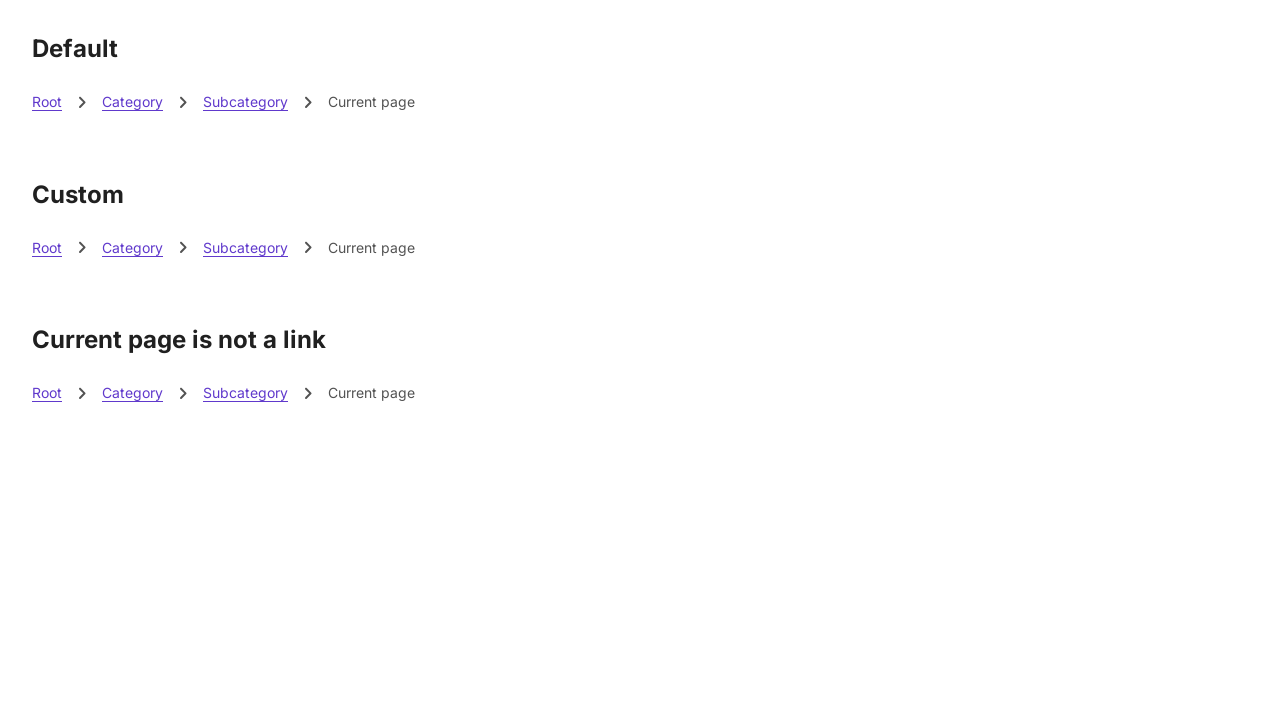 Default
Root Category Subcategory Current page
Custom
Root Category Subcategory Current page
Current page is not a link
Root Category Subcategory Current page